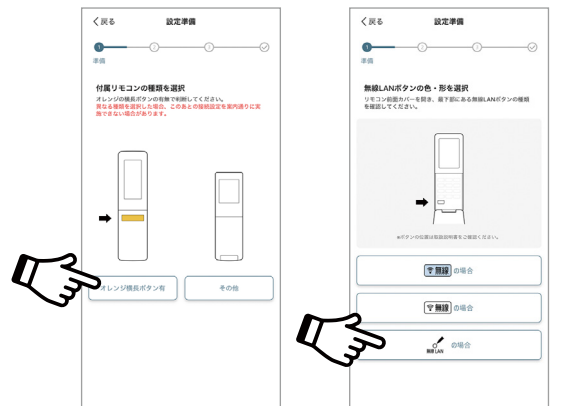 戻る
設定準備
1
2
3
準備
付属リモコンの種類を選択
オレンジの横長ボタンの有無で判断してください。
異なる種類を選択した場合、このあとの接続設定を案内通りに実
施できない場合があります。
オレンジ横長ボタン有
その他
戻る
設定準備
1
2
3
準備
無線LANボタンの色・形を選択
リモコン前面カバーを開き、最下部にある無線LANボタンの種類
を確認してください。
※ボタンの位置は取扱説明書をご確認ください。
無線 の場合
無線 の場合
無線LAN の場合